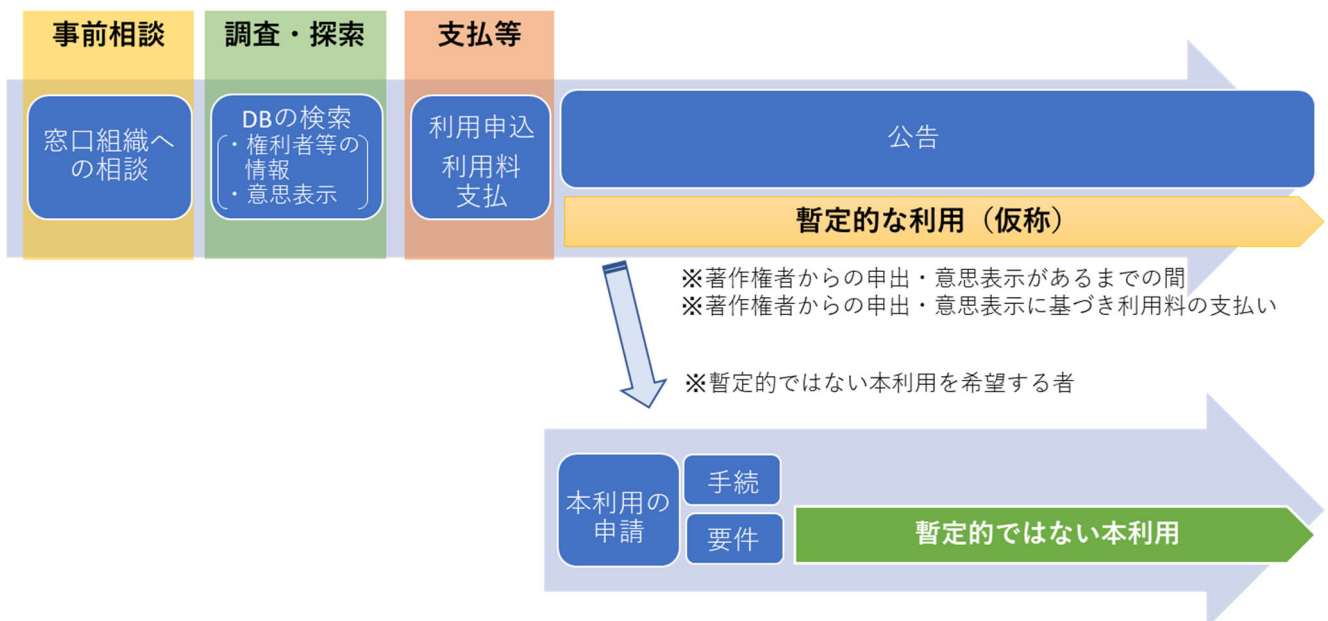 事前相談
調査・探索
支払等
窓口組織へ
の相談
DBの検索
・権利者等の
情報
・意思表示
利用申込
利用料
支払
公告
暫定的な利用（仮称）
※著作権者からの申出・意思表示があるまでの間
※著作権者からの申出・意思表示に基づき利用料の支払い
※暫定的ではない本利用を希望する者
本利用の
申請
手続
要件
暫定的ではない本利用